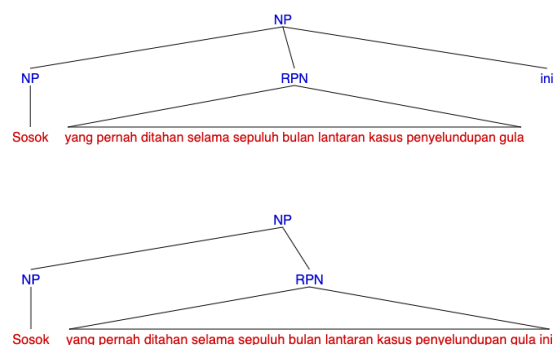 NP
NP RPN ini
Sosok yang pernah ditahan selama sepuluh bulan lantaran kasus penyelundupan gula
NP
NP RPN
Sosok yang pernah ditahan selama sepuluh bulan lantaran kasus penyelundupan gula ini